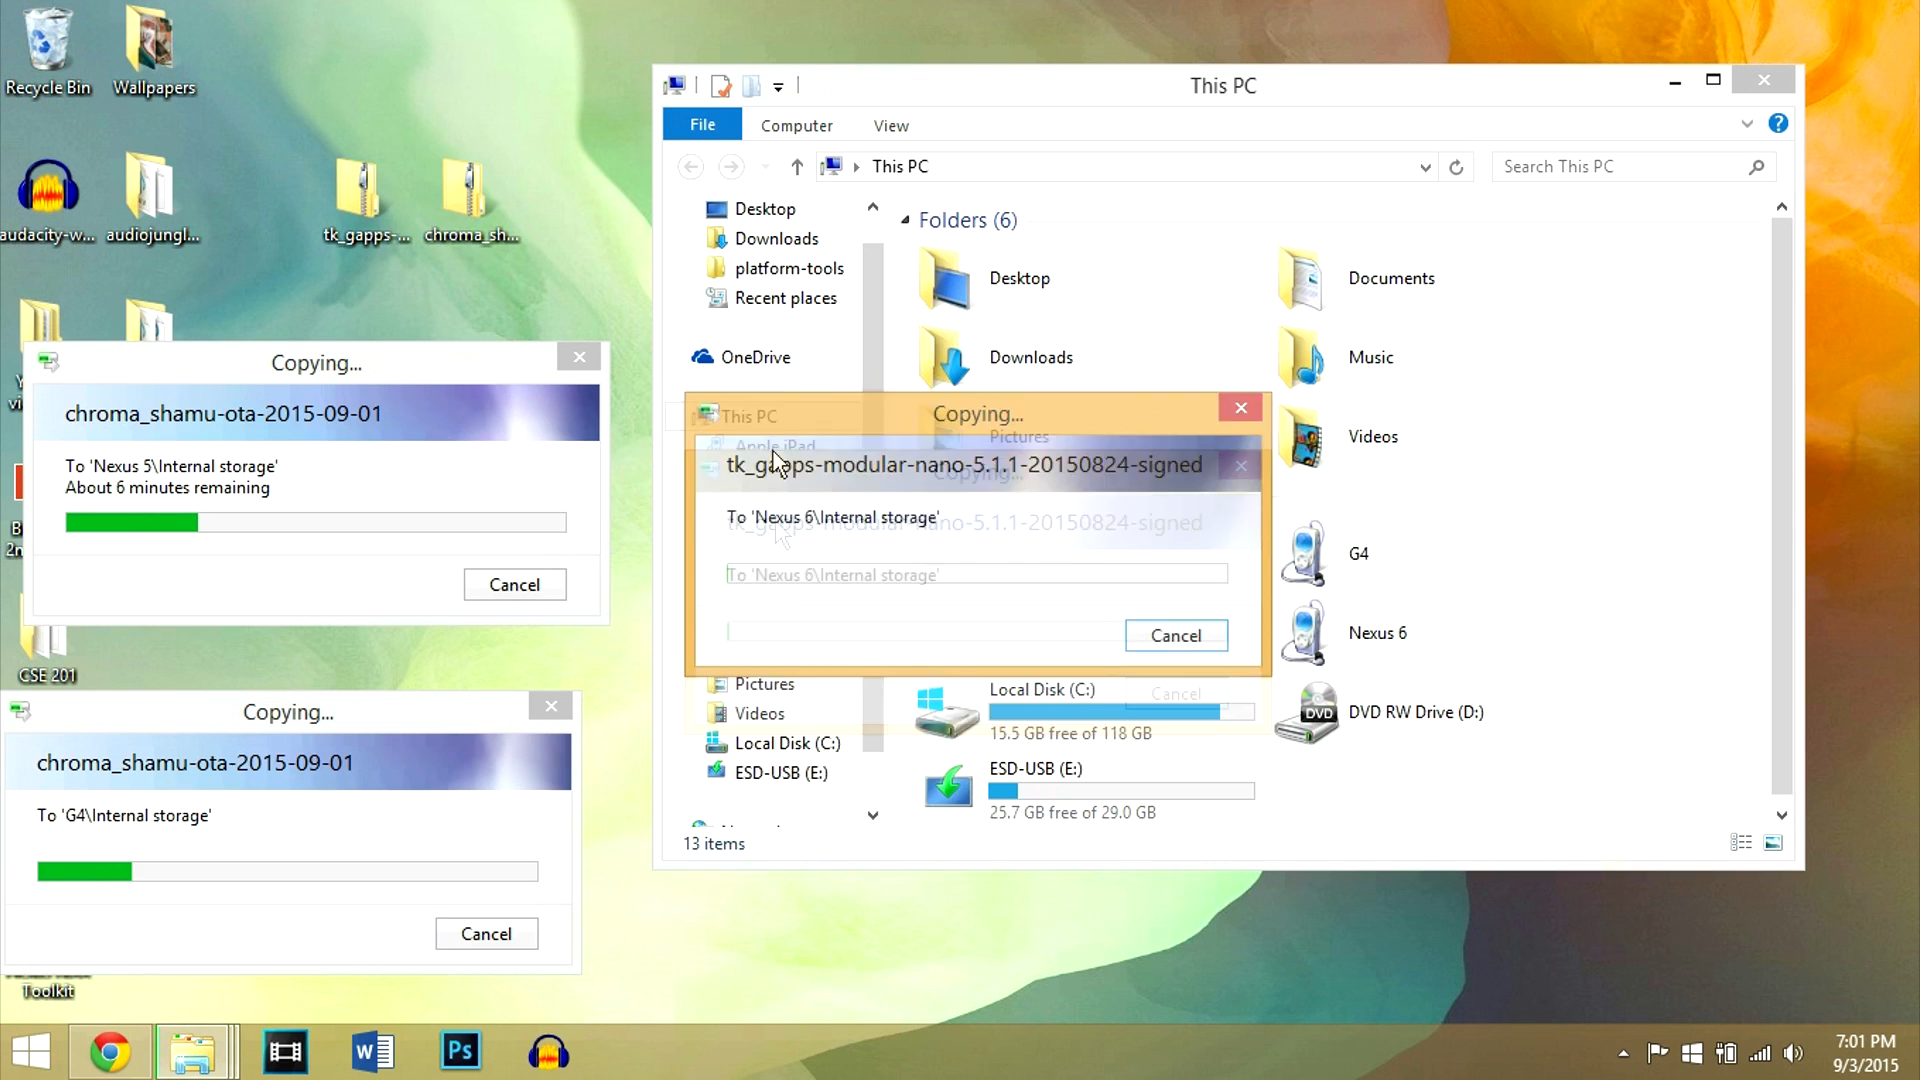 Recycle Bin
Wallpapers
audacity-w...
audiojungl...
tk_gapps-...
chroma_sh...
Copying...
chroma_shamu-ota-2015-09-01
To 'Nexus 5\Internal storage'
About 6 minutes remaining
Cancel
CSE 201
Copying...
chroma_shamu-ota-2015-09-01
To 'G4\Internal storage'
Cancel
Toolkit
This PC
File
Computer
View
This PC
Search This PC
Desktop
Downloads
platform-tools
Recent places
OneDrive
This PC
Apple iPad
Pictures
Videos
Local Disk (C:)
ESD-USB (E:)
Folders (6)
Desktop
Documents
Downloads
Music
Pictures
Videos
Copying...
tk_gapps-modular-nano-5.1.1-20150824-signed
To 'Nexus 6\Internal storage'
Cancel
Copying...
tk_gapps-modular-nano-5.1.1-20150824-signed
To 'Nexus 6\Internal storage'
Cancel
G4
Nexus 6
Local Disk (C:)
15.5 GB free of 118 GB
DVD
DVD RW Drive (D:)
ESD-USB (E:)
25.7 GB free of 29.0 GB
13 items
W
Ps
7:01 PM
9/3/2015